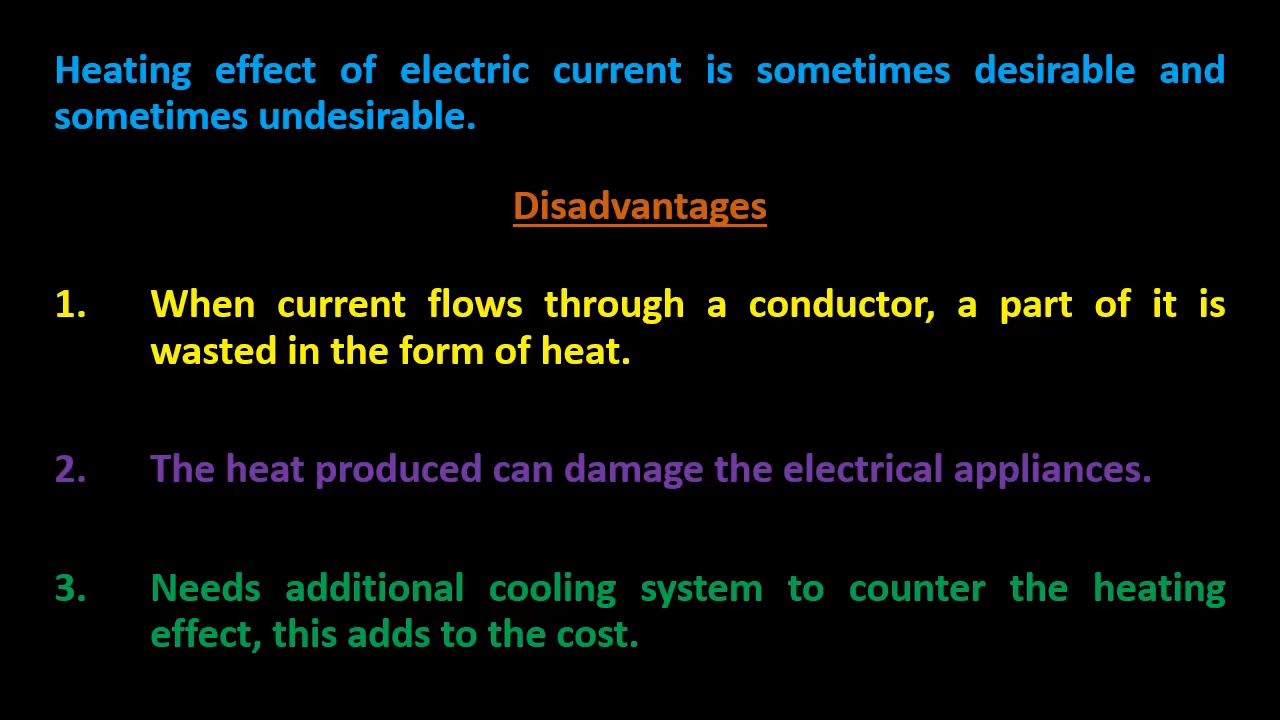 Heating effect of electric current is sometimes desirable and
sometimes undesirable.
Disadvantages
1. When current flows through a conductor, a part of it is
wasted in the form of heat.
2. The heat produced can damage the electrical appliances.
3. Needs additional cooling system to counter the heating
effect, this adds to the cost.